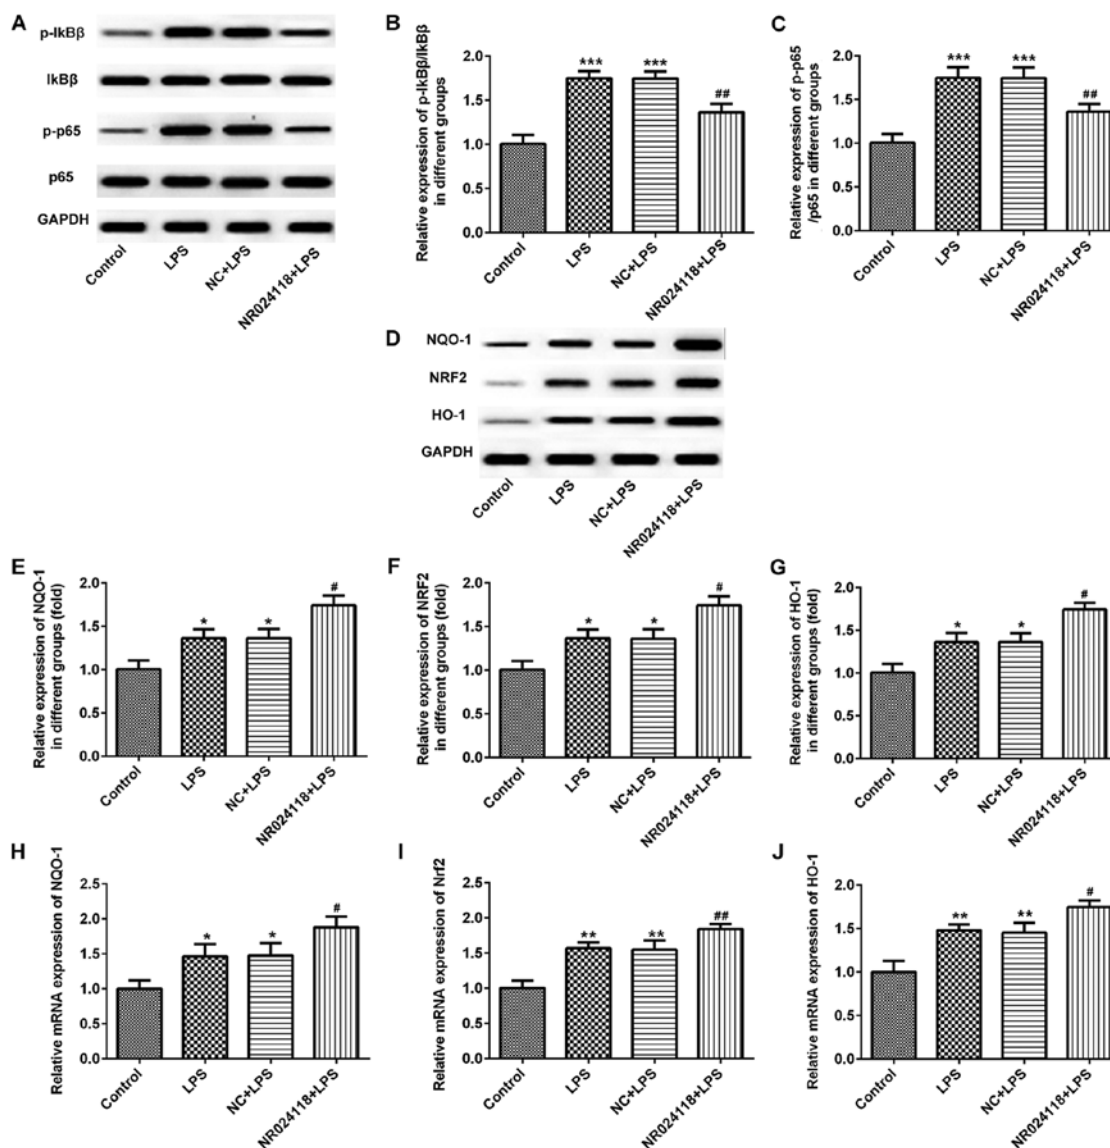 A
p-IkBβ
IkBβ
p-p65
p65
GAPDH
Control
LPS
NC+LPS
NR024118+LPS
B
Relative expression of p-IkBβ/IkBβ
in different groups
2.0
1.5
1.0
0.5
0.0
***
***
##
Control
LPS
NC+LPS
NR024118+LPS
C
Relative expression of p-p65
/p65 in different groups
2.0
1.5
1.0
0.5
0.0
***
***
##
Control
LPS
NC+LPS
NR024118+LPS
D
NQO-1
NRF2
HO-1
GAPDH
Control
LPS
NC+LPS
NR024118+LPS
E
Relative expression of NQO-1
in different groups (fold)
2.0
1.5
1.0
0.5
0.0
*
*
#
Control
LPS
NC+LPS
NR024118+LPS
F
Relative expression of NRF2
in different groups (fold)
2.0
1.5
1.0
0.5
0.0
*
*
#
Control
LPS
NC+LPS
NR024118+LPS
G
Relative expression of HO-1
in different groups (fold)
2.0
1.5
1.0
0.5
0.0
*
*
#
Control
LPS
NC+LPS
NR024118+LPS
H
Relative mRNA expression of NQO-1
2.5
2.0
1.5
1.0
0.5
0.0
*
*
#
Control
LPS
NC+LPS
NR024118+LPS
I
Relative mRNA expression of Nrf2
2.5
2.0
1.5
1.0
0.5
0.0
**
**
##
Control
LPS
NC+LPS
NR024118+LPS
J
Relative mRNA expression of HO-1
2.0
1.5
1.0
0.5
0.0
**
**
#
Control
LPS
NC+LPS
NR024118+LPS